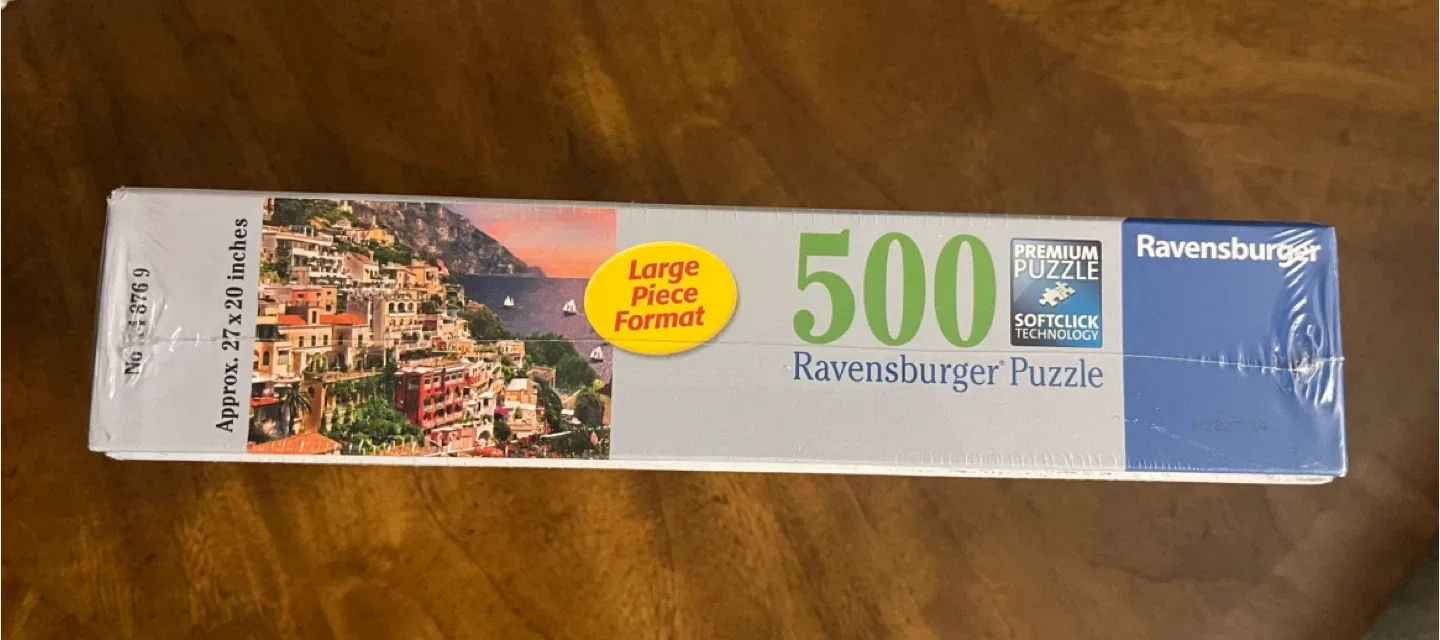 Approx. 27 x 20 inches
Large
Piece
Format
500
Ravensburger® Puzzle
PREMIUM
PUZZLE
SOFTCLICK
TECHNOLOGY
Ravensburger